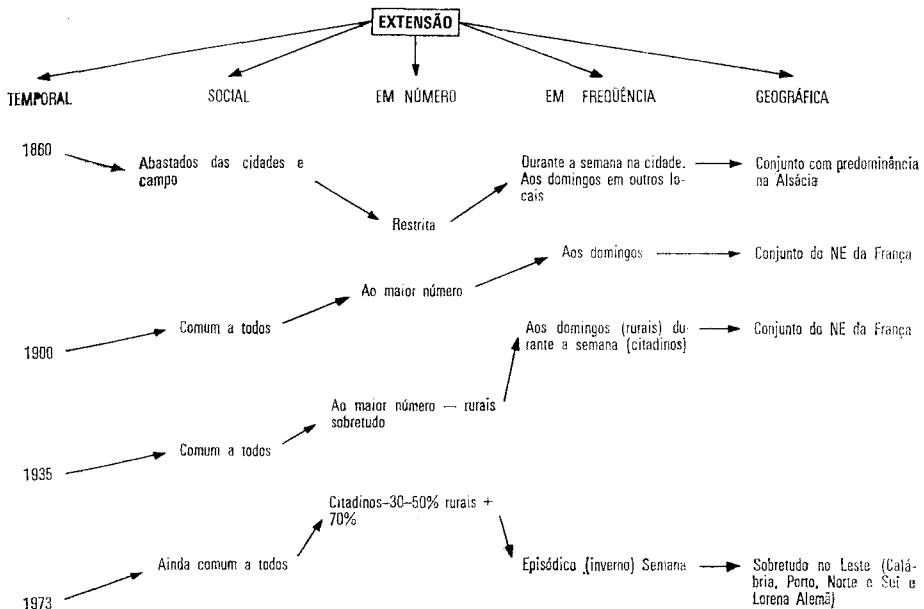 EXTENSÃO
TEMPORAL
SOCIAL
EM NÚMERO
EM FREQÜÊNCIA
GEOGRÁFICA
1860
Abastados das cidades e
campo
Restrita
Durante a semana na cidade.
Aos domingos em outros lo-
cais
Conjunto com predominância
na Alsácia
1900
Comum a todos
Ao maior número
Aos domingos
Conjunto do NE da França
1935
Comum a todos
Ao maior número — rurais
sobretudo
Aos domingos (rurais) du-
rante a semana (citadinos)
Conjunto do NE da França
1973
Ainda comum a todos
Citadinos-30-50% rurais +
70%
Episódico (inverno) Semana
Sobretudo no Leste (Calá-
bria, Porto, Norte e Sul e
Lorena Alemã)